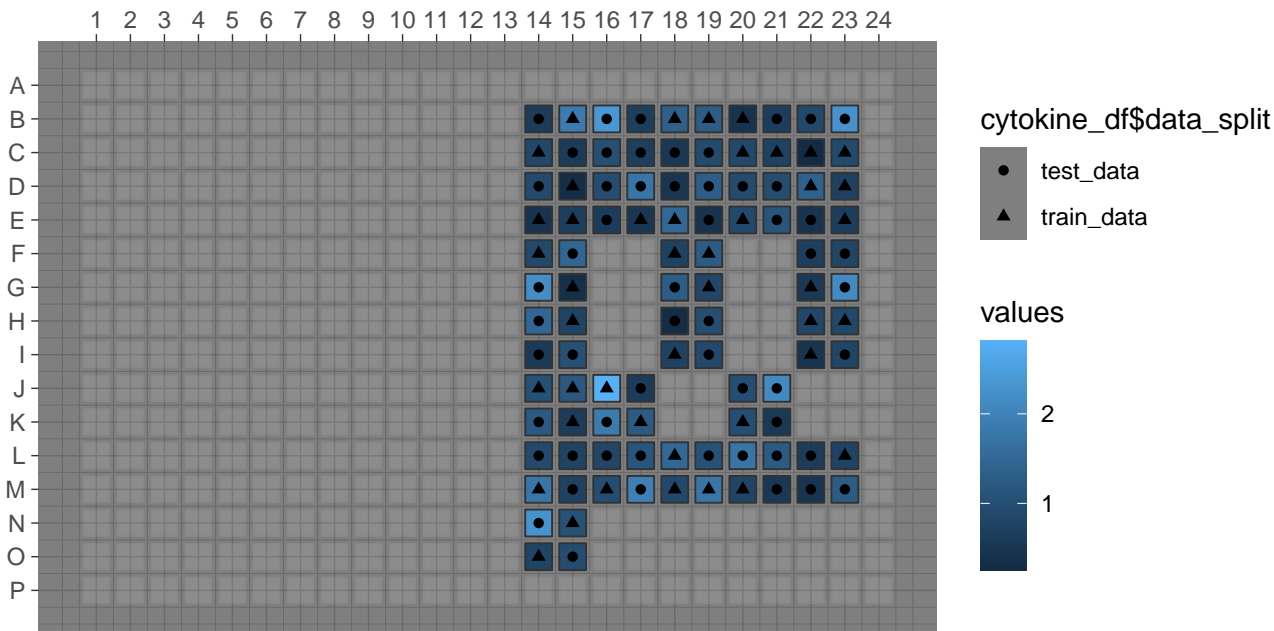 1 2 3 4 5 6 7 8 9 10 11 12 13 14 15 16 17 18 19 20 21 22 23 24
A
B
C
D
E
F
G
H
I
J
K
L
M
N
O
P
cytokine_df$data_split
test_data
train_data
values
2
1